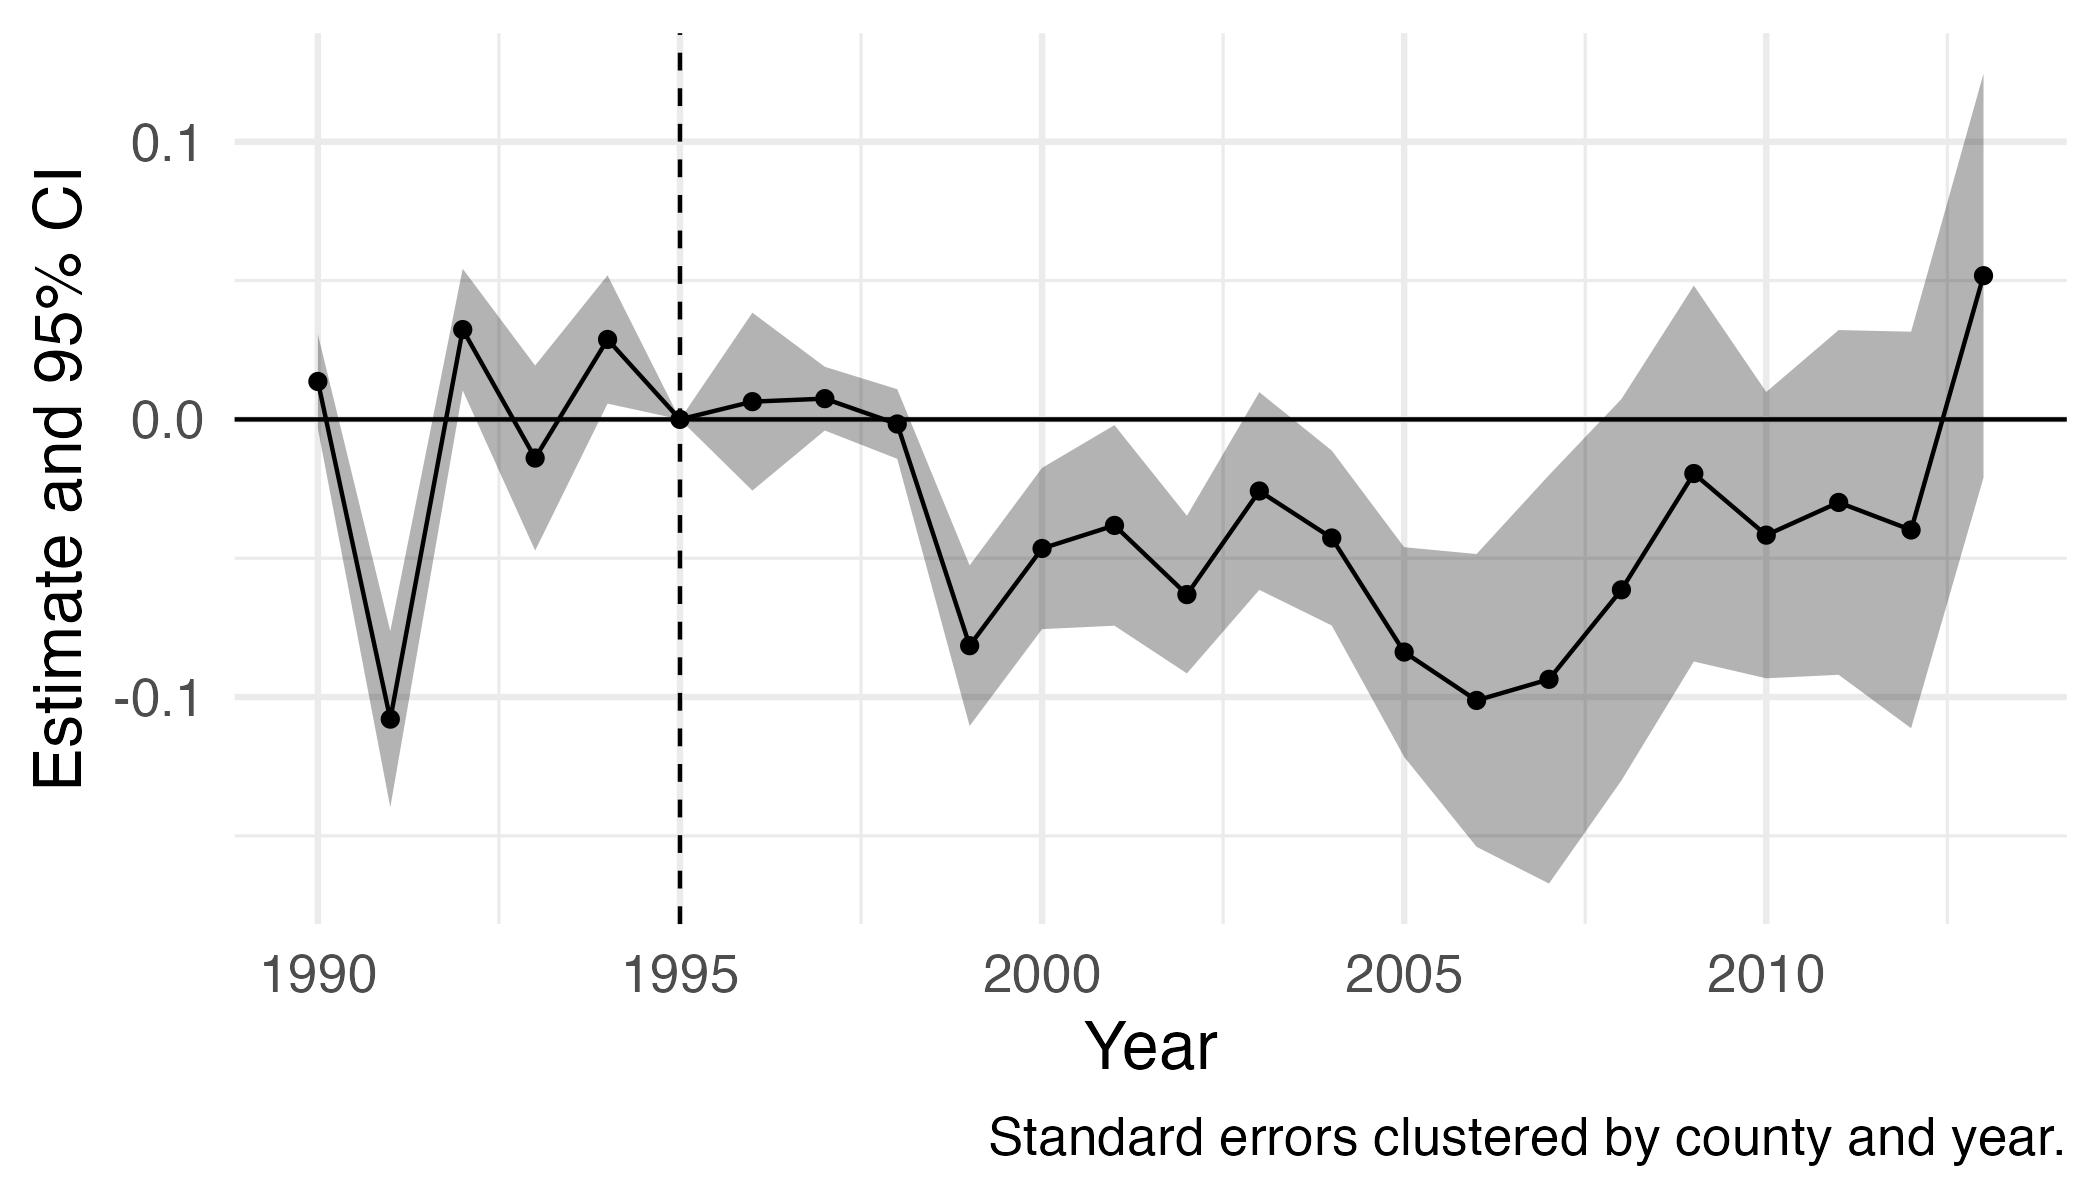 Estimate and 95% CI
0.1
0.0
-0.1
1990 1995 2000 2005 2010
Year
Standard errors clustered by county and year.